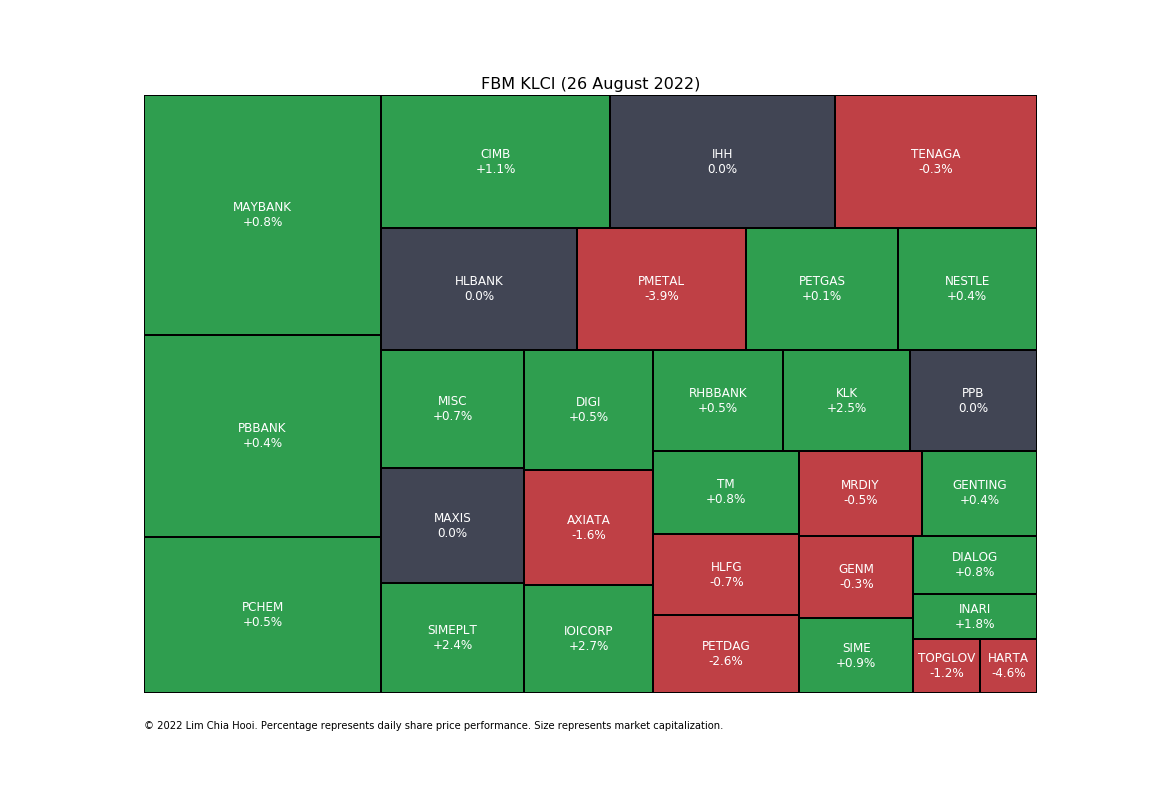 FBM KLCI (26 August 2022)
MAYBANK
+0.8%
PBBANK
+0.4%
PCHEM
+0.5%
CIMB
+1.1%
IHH
0.0%
TENAGA
-0.3%
HLBANK
0.0%
PMETAL
-3.9%
PETGAS
+0.1%
NESTLE
+0.4%
MISC
+0.7%
MAXIS
0.0%
SIMEPLT
+2.4%
DIGI
+0.5%
AXIATA
-1.6%
IOICORP
+2.7%
RHBBANK
+0.5%
KLK
+2.5%
PPB
0.0%
TM
+0.8%
HLFG
-0.7%
PETDAG
-2.6%
MRDIY
-0.5%
GENTING
+0.4%
GENM
-0.3%
SIME
+0.9%
DIALOG
+0.8%
INARI
+1.8%
TOPGLOV
-1.2%
HARTA
-4.6%
© 2022 Lim Chia Hooi. Percentage represents daily share price performance. Size represents market capitalization.